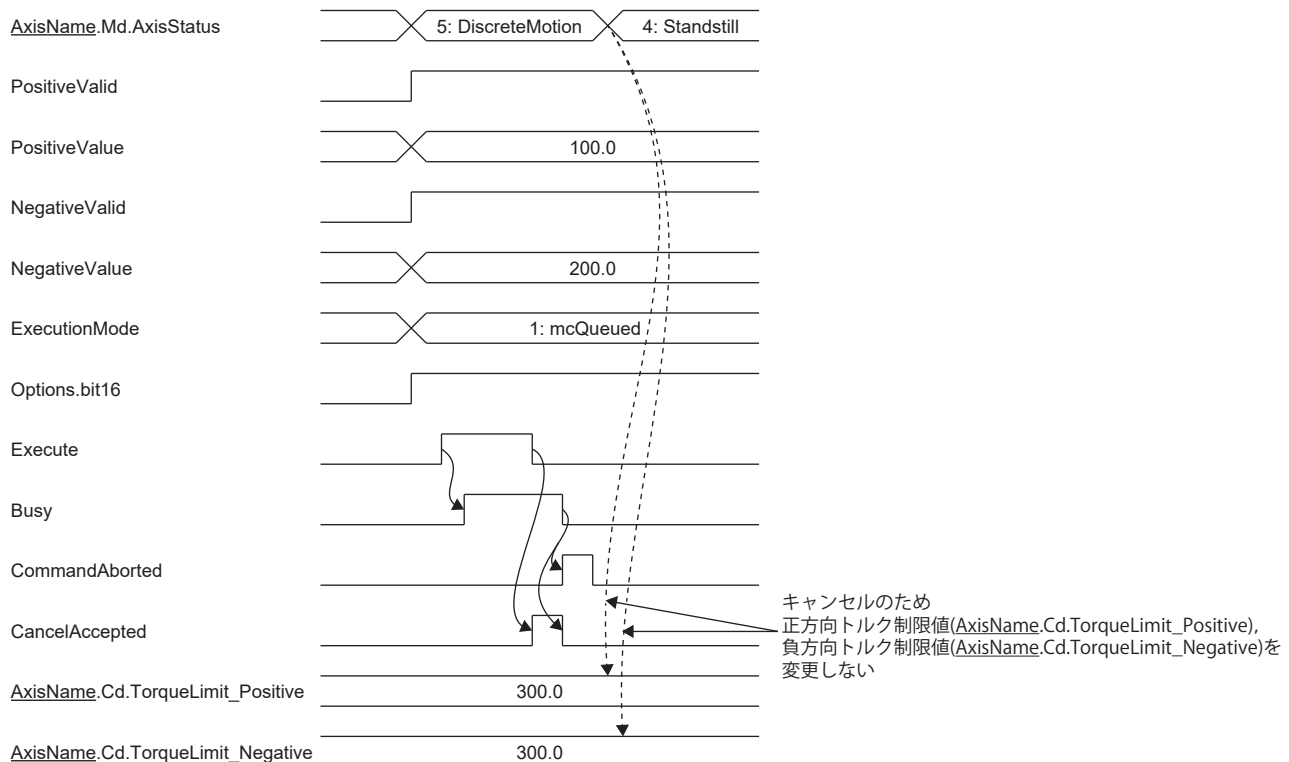 AxisName.Md.AxisStatus 5: DiscreteMotion 4: Standstill
PositiveValid
PositiveValue 100.0
NegativeValid
NegativeValue 200.0
ExecutionMode 1: mcQueued
Options.bit16
Execute
Busy
CommandAborted
CancelAccepted
キャンセルのため
正方向トルク制限値(AxisName.Cd.TorqueLimit_Positive),
負方向トルク制限値(AxisName.Cd.TorqueLimit_Negative)を
変更しない
AxisName.Cd.TorqueLimit_Positive 300.0
AxisName.Cd.TorqueLimit_Negative 300.0